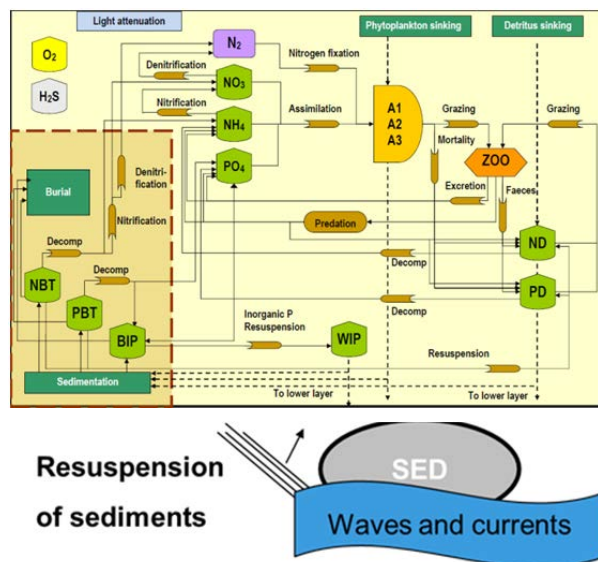 Light attenuation
Phytoplankton sinking
Detritus sinking
O2
H2S
N2
Nitrogen fixation
Denitrification
NO3
Nitrification
NH4
Assimilation
A1
A2
A3
Grazing
Grazing
Mortality
ZOO
PO4
Excretion
Faeces
Predation
Burial
Denitri-
fication
Nitrification
Decomp
Decomp
NBT
PBT
BIP
Decomp
ND
Decomp
PD
Inorganic P
Resuspension
WIP
Resuspension
Sedimentation
To lower layer
To lower layer
Resuspension
of sediments
SED
Waves and currents